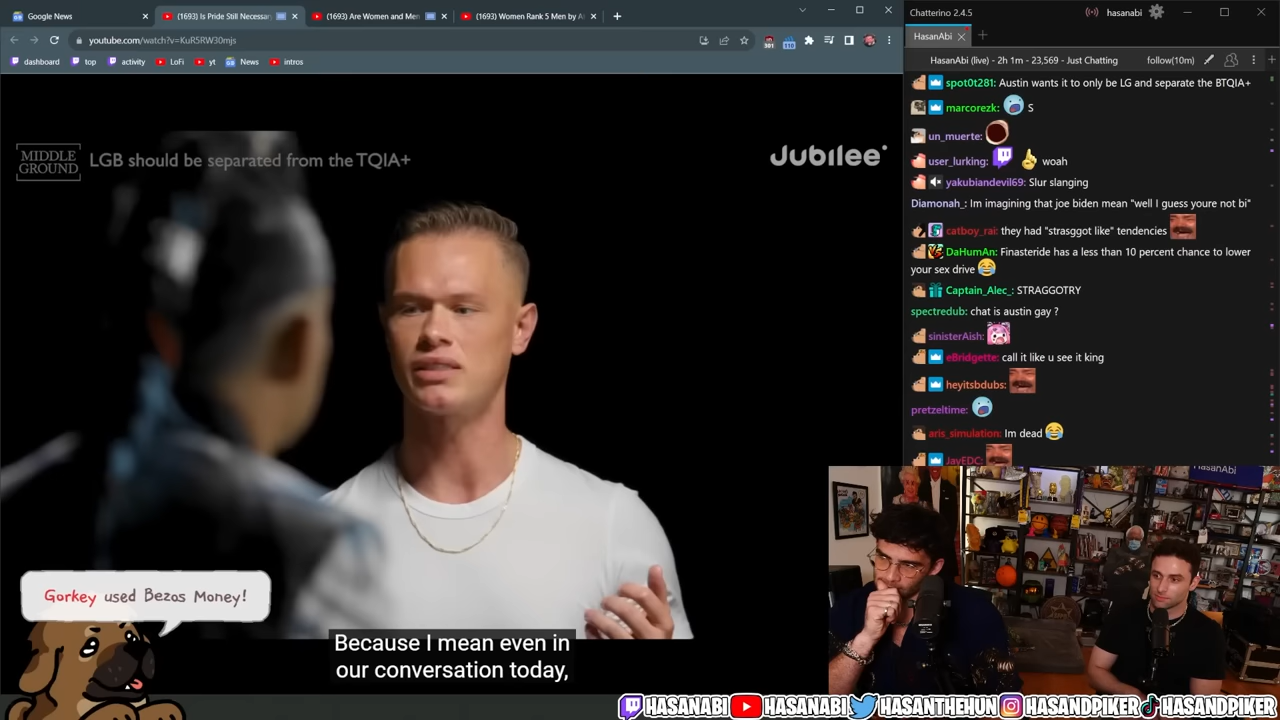 Google News
(1693) Is Pride Still Necessar
(1693) Are Women and Men
(1693) Women Rank 5 Men by A
youtube.com/watch?v=KuR5RW30mjs
dashboard
top
activity
LoFi
yt
News
intros
MIDDLE
GROUND
LGB should be separated from the TQIA+
Jubilee
Gorkey used Bezos Money!
Because I mean even in
our conversation today,
Chatterino 2.4.5
hasanabi
HasanAbi
HasanAbi (live) - 2h 1m - 23,569 - Just Chatting
follow(10m)
spot0t281: Austin wants it to only be LG and separate the BTQIA+
marcorezk: S
un_muerte:
user_lurking: woah
yakubiandevil69: Slur slanging
Diamonah_: Im imagining that joe biden mean "well I guess youre not bi"
catboy_rai: they had "strasggot like" tendencies
DaHumAn: Finasteride has a less than 10 percent chance to lower
your sex drive
Captain_Alec_: STRAGGOTRY
spectredub: chat is austin gay ?
sinisterAish:
eBridgette: call it like u see it king
heyitsbdubs:
pretzeltime:
aris_simulation: Im dead
JayEDC:
HasanAbi
HASANABI
HASANABI
HASANTHEHUN
HASANDPIKER
HASANDPIKER